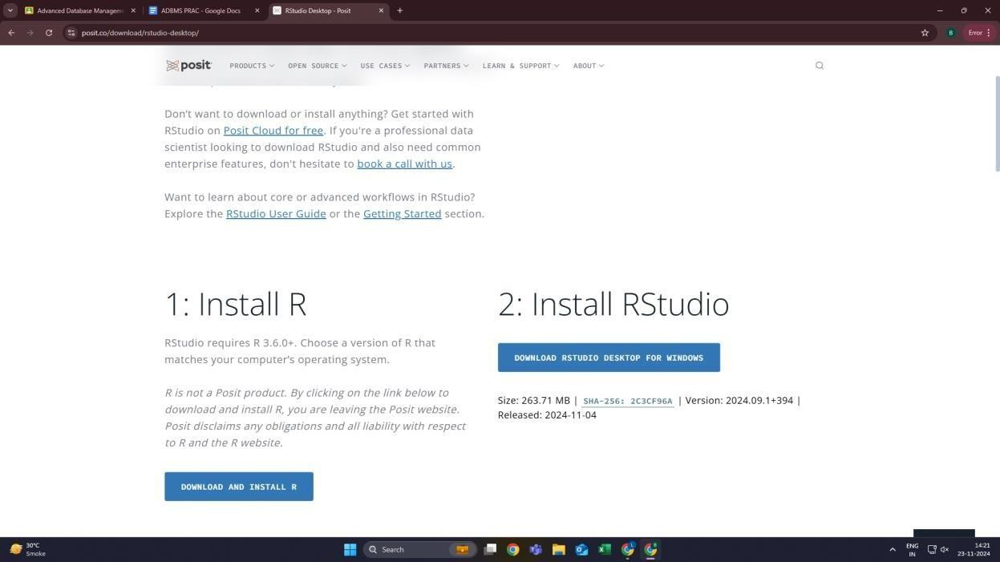 Advanced Database Managem
ADBMS PRAC - Google Docs
RStudio Desktop - Posit
posit.co/download/rstudio-desktop/
B
Error
posit
PRODUCTS
OPEN SOURCE
USE CASES
PARTNERS
LEARN & SUPPORT
ABOUT
Don't want to download or install anything? Get started with
RStudio on Posit Cloud for free. If you're a professional data
scientist looking to download RStudio and also need common
enterprise features, don't hesitate to book a call with us.
Want to learn about core or advanced workflows in RStudio?
Explore the RStudio User Guide or the Getting Started section.
1: Install R
RStudio requires R 3.6.0+. Choose a version of R that
matches your computer's operating system.
R is not a Posit product. By clicking on the link below to
download and install R, you are leaving the Posit website.
Posit disclaims any obligations and all liability with respect
to R and the R website.
DOWNLOAD AND INSTALL R
2: Install RStudio
DOWNLOAD RSTUDIO DESKTOP FOR WINDOWS
Size: 263.71 MB | SHA-256: 2C3CF96A | Version: 2024.09.1+394 |
Released: 2024-11-04
30°C
Smoke
Search
ENG
IN
14:21
23-11-2024